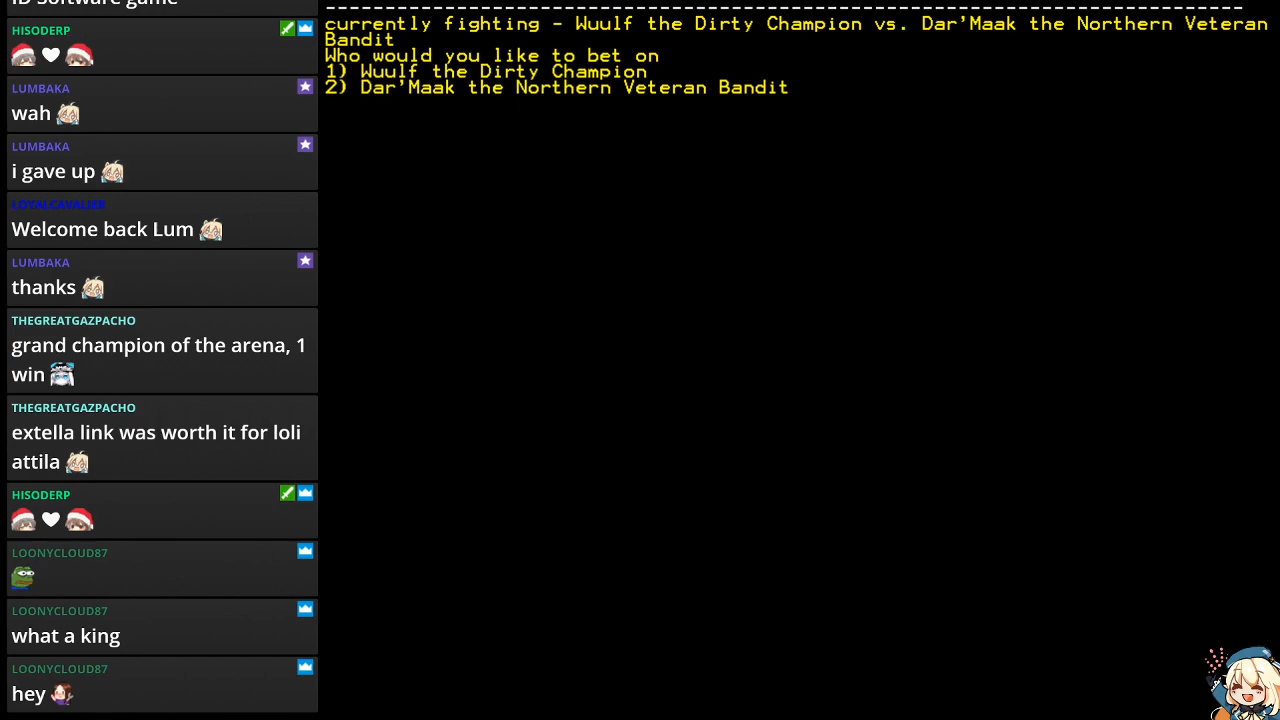 ID Software game
HISODERP
LUMBAKA
wah
LUMBAKA
i gave up
LOYALCAVALIER
Welcome back Lum
LUMBAKA
thanks
THEGREATGAZPACHO
grand champion of the arena, 1
win
THEGREATGAZPACHO
extella link was worth it for loli
attila
HISODERP
LOONYCLOUD87
LOONYCLOUD87
what a king
LOONYCLOUD87
hey
currently fighting - Wuulf the Dirty Champion vs. Dar'Maak the Northern Veteran
Bandit
Who would you like to bet on
1) Wuulf the Dirty Champion
2) Dar'Maak the Northern Veteran Bandit